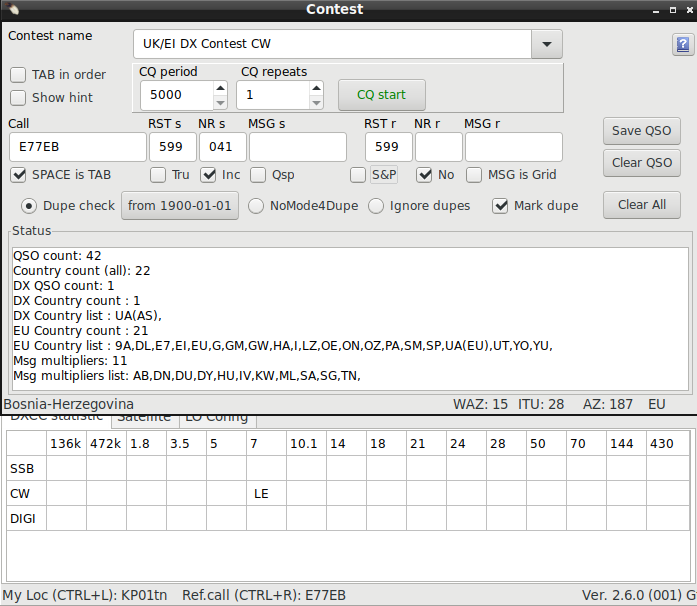 Contest
Contest name
UK/EI DX Contest CW
TAB in order
Show hint
CQ period
CQ repeats
5000
1
CQ start
Call
RST s
NR s
MSG s
RST r
NR r
MSG r
E77EB
599
041
599
Save QSO
SPACE is TAB
Tru
Inc
Qsp
S&P
No
MSG is Grid
Clear QSO
Dupe check
from 1900-01-01
NoMode4Dupe
Ignore dupes
Mark dupe
Clear All
Status
QSO count: 42
Country count (all): 22
DX QSO count: 1
DX Country count : 1
DX Country list : UA(AS),
EU Country count : 21
EU Country list : 9A,DL,E7,EI,EU,G,GM,GW,HA,I,LZ,OE,ON,OZ,PA,SM,SP,UA(EU),UT,YO,YU,
Msg multipliers: 11
Msg multipliers list: AB,DN,DU,DY,HU,IV,KW,ML,SA,SG,TN,
Bosnia-Herzegovina
WAZ: 15 ITU: 28 AZ: 187 EU
DXCC statistic Satellite LO Config
136k 472k 1.8 3.5 5 7 10.1 14 18 21 24 28 50 70 144 430
SSB
CW LE
DIGI
My Loc (CTRL+L): KP01tn Ref.call (CTRL+R): E77EB Ver. 2.6.0 (001) G